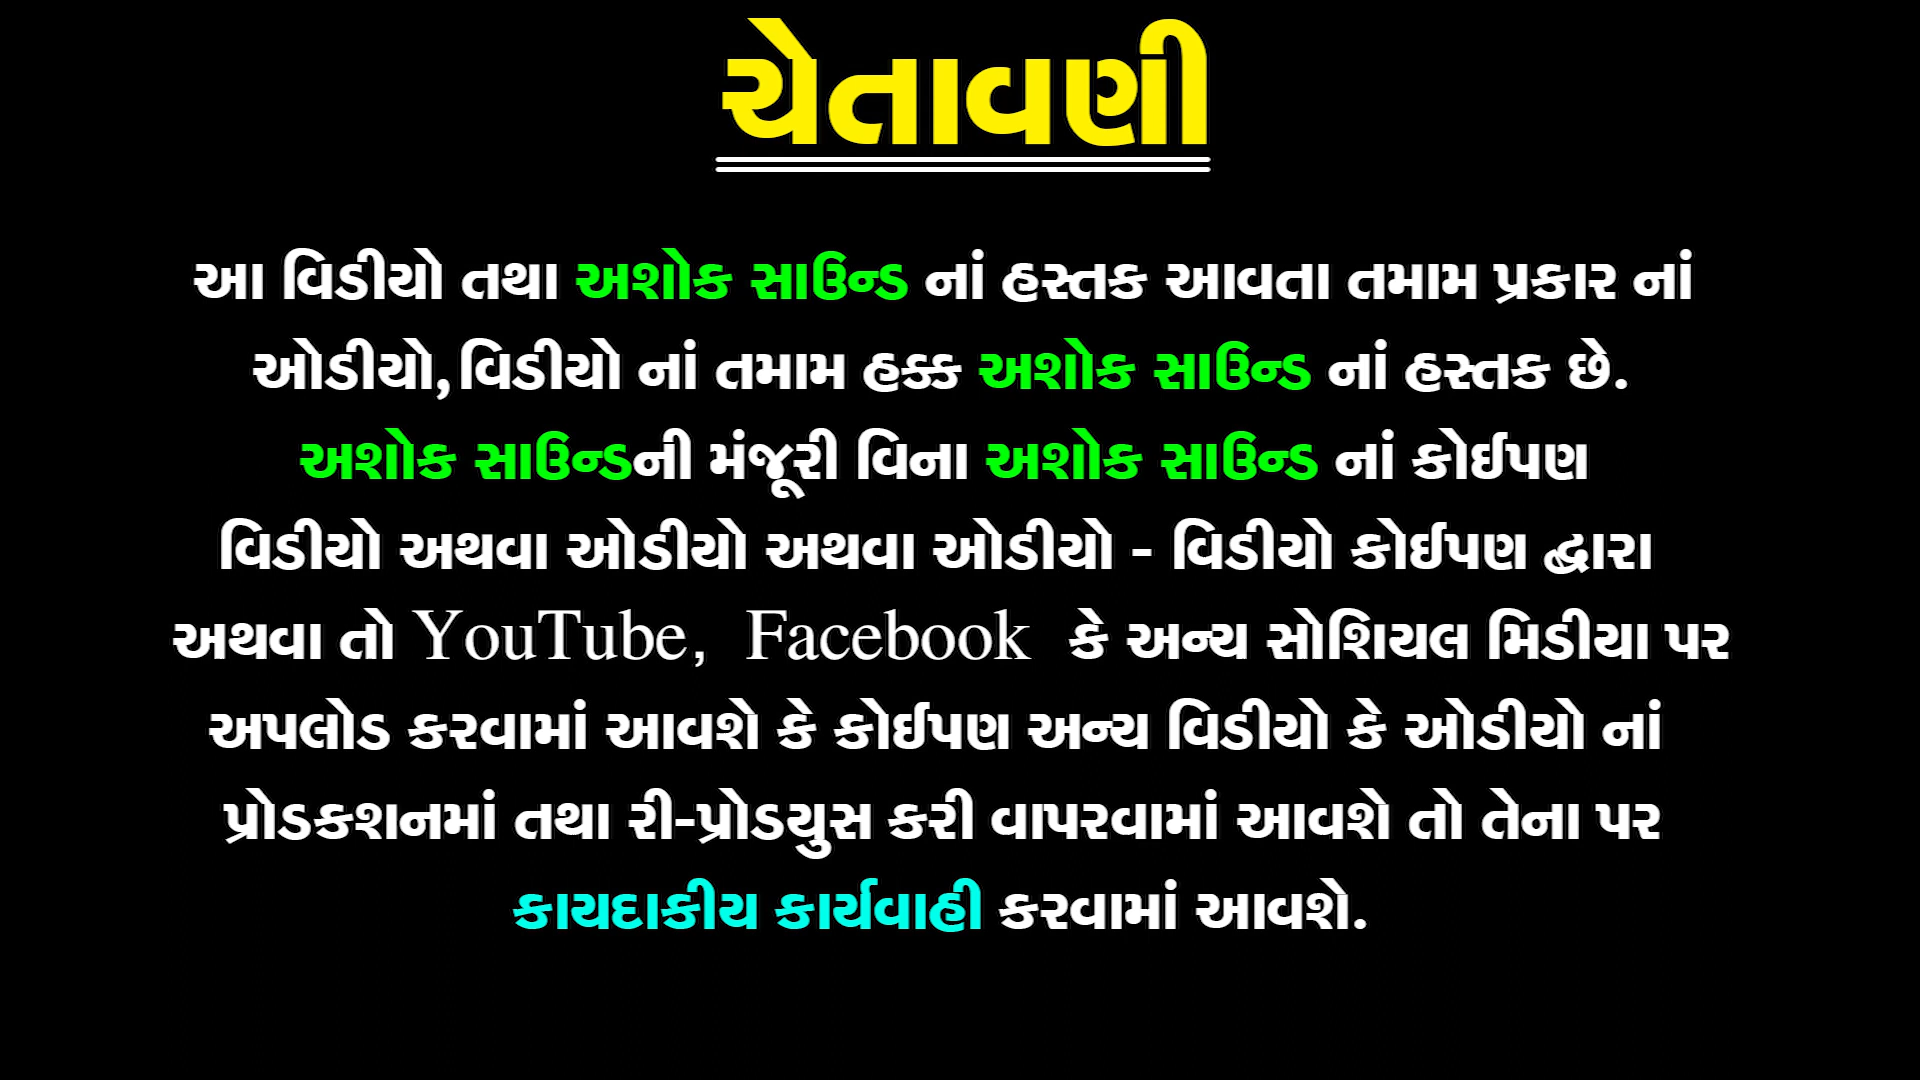 ચેતાવણી
આ વિડીયો તથા અશોક સાઉન્ડ નાં હસ્તક આવતા તમામ પ્રકાર નાં
ઓડીયો,વિડીયો નાં તમામ હક્ક અશોક સાઉન્ડ નાં હસ્તક છે.
અશોક સાઉન્ડની મંજૂરી વિના અશોક સાઉન્ડ નાં કોઈપણ
વિડીયો અથવા ઓડીયો અથવા ઓડીયો - વિડીયો કોઈપણ દ્વારા
અથવા તો YouTube, Facebook કે અન્ય સોશિયલ મિડીયા પર
અપલોડ કરવામાં આવશે કે કોઈપણ અન્ય વિડીયો કે ઓડીયો નાં
પ્રોડકશનમાં તથા રી-પ્રોડયુસ કરી વાપરવામાં આવશે તો તેના પર
કાયદાકીય કાર્યવાહી કરવામાં આવશે.